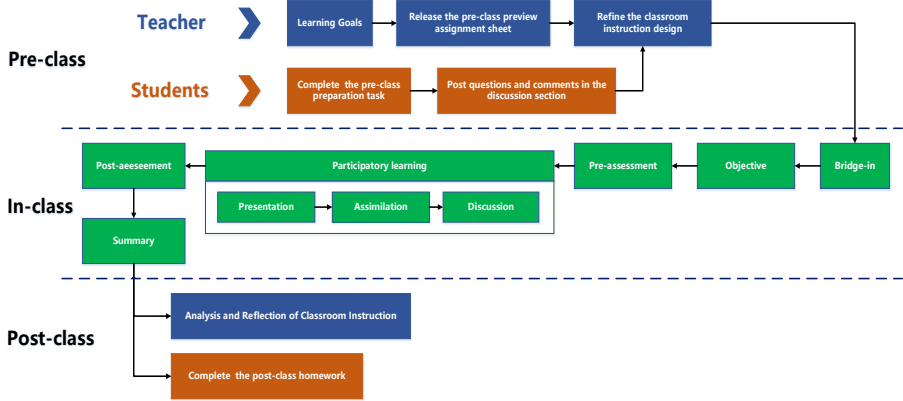 Teacher
Learning Goals
Release the pre-class preview
assignment sheet
Refine the classroom
instruction design
Pre-class
Students
Complete the pre-class
preparation task
Post questions and comments in the
discussion section
Post-aeeseement
Participatory learning
Pre-assessment
Objective
Bridge-in
In-class
Presentation
Assimilation
Discussion
Summary
Analysis and Reflection of Classroom Instruction
Post-class
Complete the post-class homework